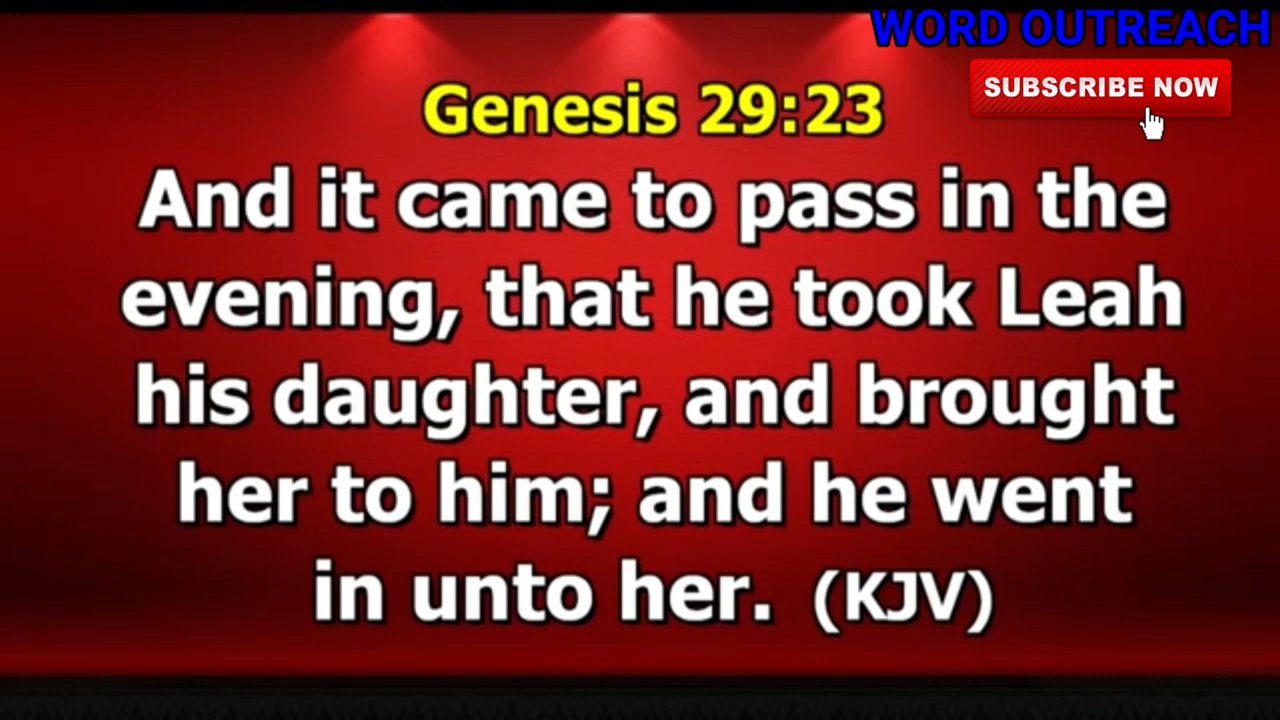 WORD OUTREACH
SUBSCRIBE NOW
Genesis 29:23
And it came to pass in the
evening, that he took Leah
his daughter, and brought
her to him; and he went
in unto her. (KJV)